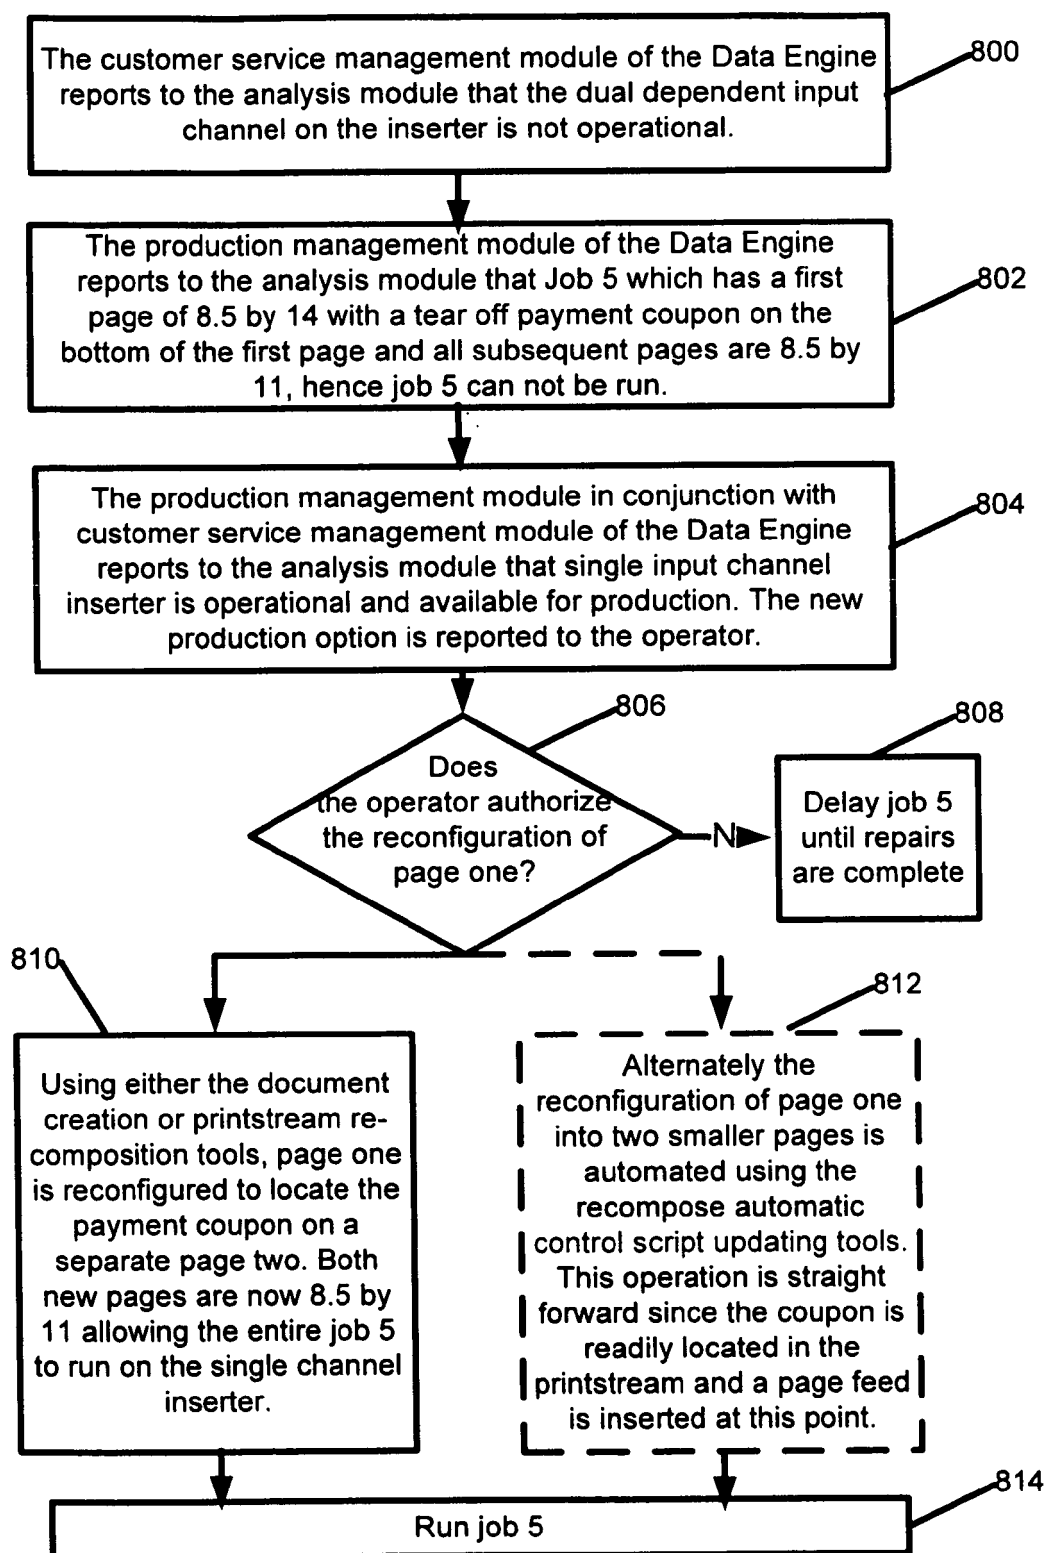 The customer service management module of the Data Engine
reports to the analysis module that the dual dependent input
channel on the inserter is not operational.
800
The production management module of the Data Engine
reports to the analysis module that Job 5 which has a first
page of 8.5 by 14 with a tear off payment coupon on the
bottom of the first page and all subsequent pages are 8.5 by
11, hence job 5 can not be run.
802
The production management module in conjunction with
customer service management module of the Data Engine
reports to the analysis module that single input channel
inserter is operational and available for production. The new
production option is reported to the operator.
804
806
Does
the operator authorize
the reconfiguration of
page one?
N
808
Delay job 5
until repairs
are complete
810
Using either the document
creation or printstream re-
composition tools, page one
is reconfigured to locate the
payment coupon on a
separate page two. Both
new pages are now 8.5 by
11 allowing the entire job 5
to run on the single channel
inserter.
812
Alternately the
reconfiguration of page one
into two smaller pages is
automated using the
recompose automatic
control script updating tools.
This operation is straight
forward since the coupon is
readily located in the
printstream and a page feed
is inserted at this point.
814
Run job 5